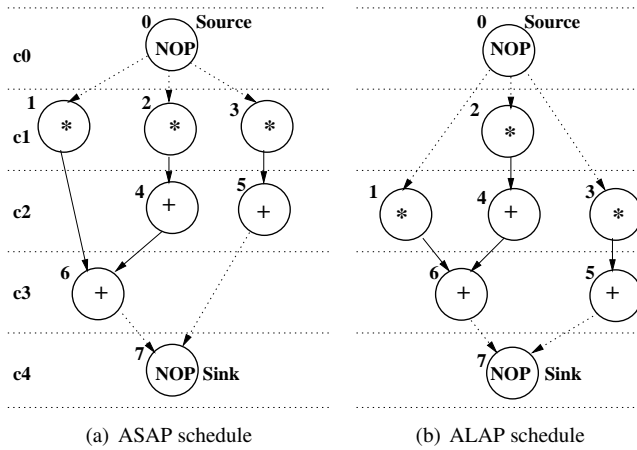 0 Source
c0 NOP
1 2 3
c1 * * *
4 5
c2 + +
6
c3 +
7
c4 NOP Sink
(a) ASAP schedule
0 Source
NOP
2
*
1 4 3
* + *
6 5
+ +
7
NOP Sink
(b) ALAP schedule